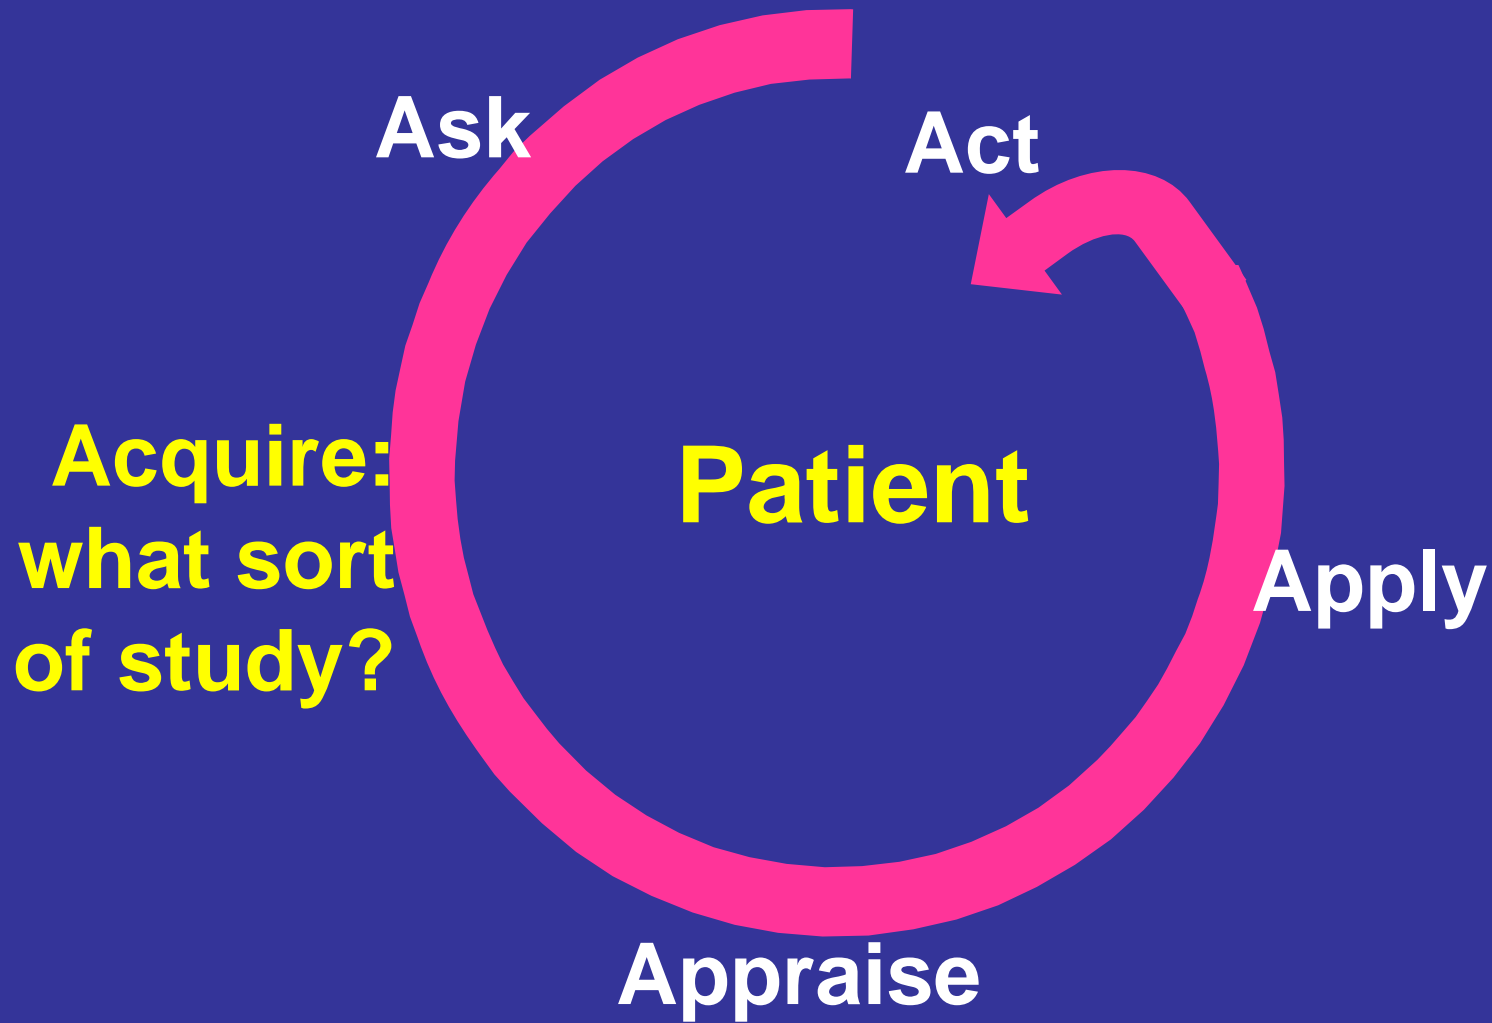 Ask
Act
Acquire:
what sort
of study?
Patient
Apply
Appraise